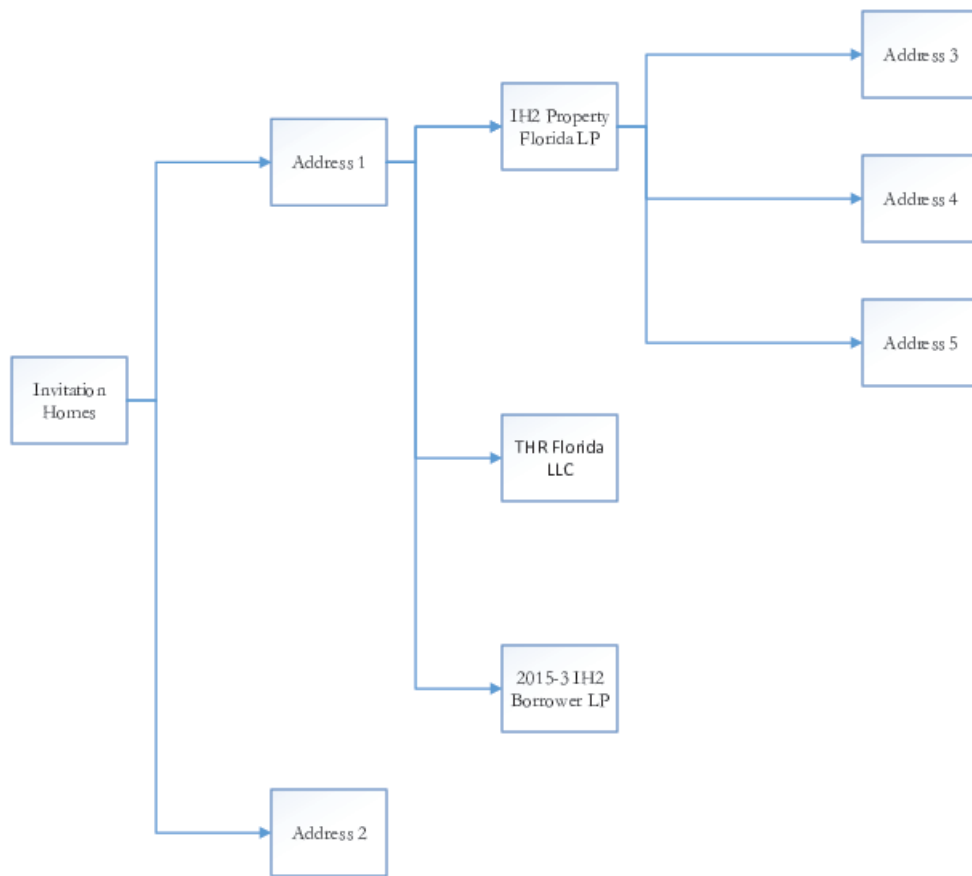 Address 3
IH2 Property
Florida LP
Address 1
Address 4
Address 5
Invitation
Homes
THR Florida
LLC
2015-3 IH2
Borrower LP
Address 2